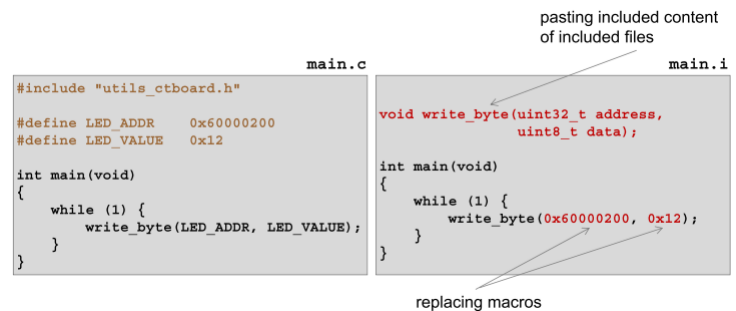 pasting included content
of included files
main.c
#include "utils_ctboard.h"
#define LED_ADDR    0x60000200
#define LED_VALUE   0x12
int main(void)
{
    while (1) {
        write_byte(LED_ADDR, LED_VALUE);
    }
}
main.i
void write_byte(uint32_t address,
                uint8_t data);
int main(void)
{
    while (1) {
        write_byte(0x60000200, 0x12);
    }
}
replacing macros